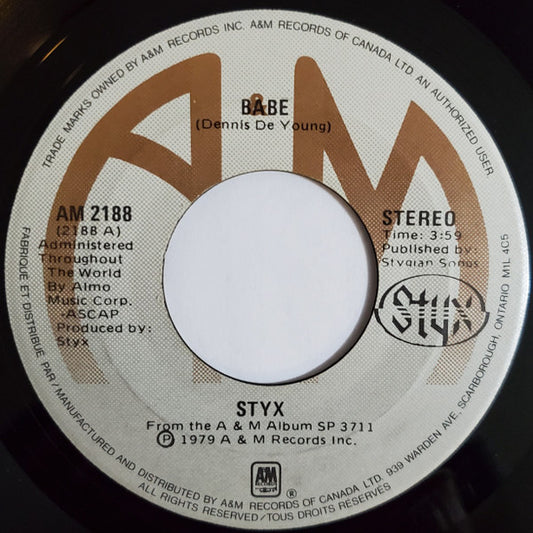 TRADE MARKS OWNED BY A&M RECORDS INC. A&M RECORDS OF CANADA LTD. AN AUTHORIZED USER
A&M
BABE
(Dennis De Young)
AM 2188
(2188 A)
Administered
Throughout
The World
By Almo
Music Corp.
-ASCAP
Produced by:
Styx
STEREO
Time: 3:59
Published by:
Stygian Songs
Styx
STYX
From the A & M Album SP 3711
Ⓟ 1979 A & M Records Inc.
A&M
RECORDS
®
FABRIQUÉ ET DISTRIBUÉ PAR/MANUFACTURED AND DISTRIBUTED BY A&M RECORDS OF CANADA LTD. 939 WARDEN AVE., SCARBOROUGH, ONTARIO M1L 4C5
ALL RIGHTS RESERVED/TOUS DROITS RÉSERVÉS